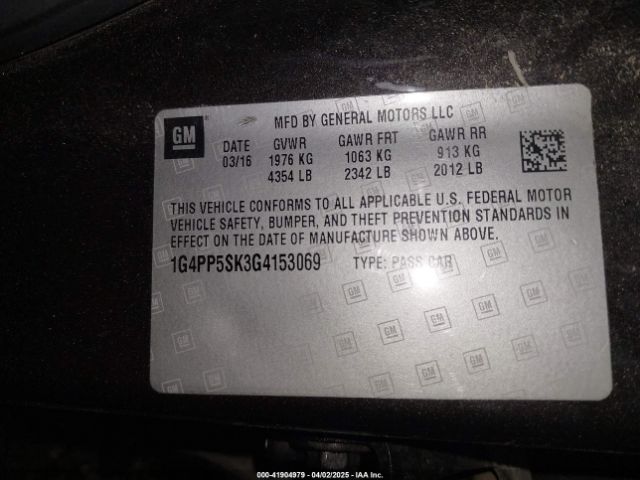 MFD BY GENERAL MOTORS LLC
GM
DATE GVWR GAWR FRT GAWR RR
03/16 1976 KG 1063 KG 913 KG
4354 LB 2342 LB 2012 LB
THIS VEHICLE CONFORMS TO ALL APPLICABLE U.S. FEDERAL MOTOR
VEHICLE SAFETY, BUMPER, AND THEFT PREVENTION STANDARDS IN
EFFECT ON THE DATE OF MANUFACTURE SHOWN ABOVE.
1G4PP5SK3G4153069 TYPE: PASS CAR
000-41904979 - 04/02/2025 - IAA Inc.